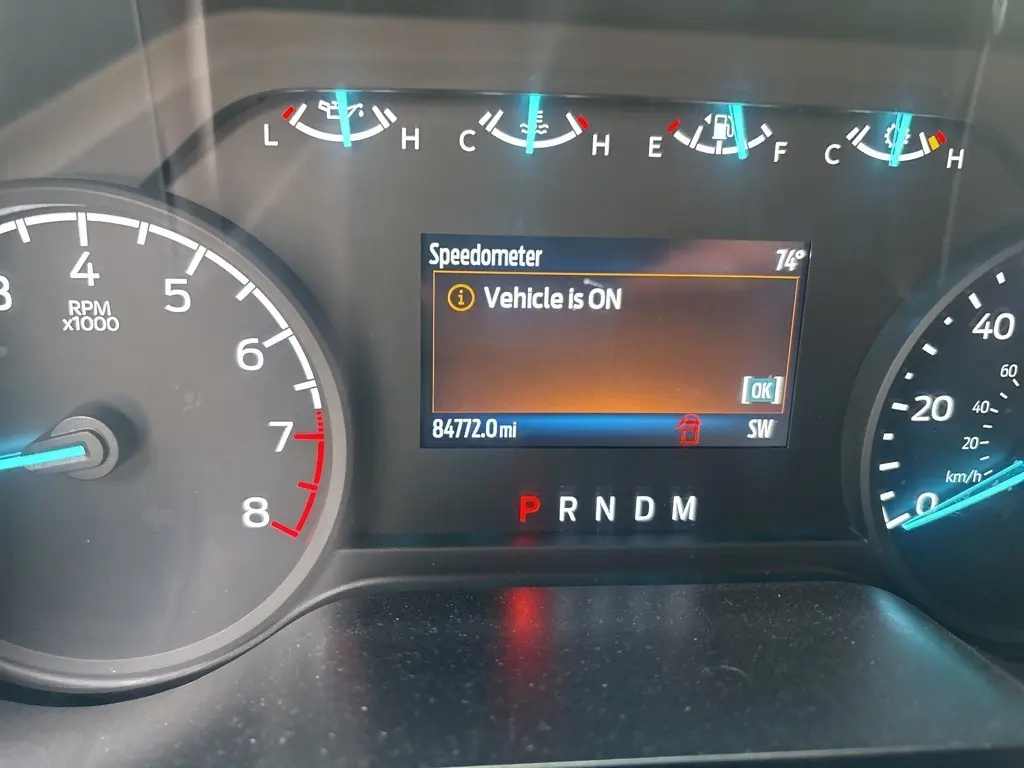 L H C H E F C H
Speedometer 74°
i Vehicle is ON
OK
84772.0 mi SW
P R N D M
3 4 5 6 7 8
RPM
x1000
0 20 40
20 40 60
km/h